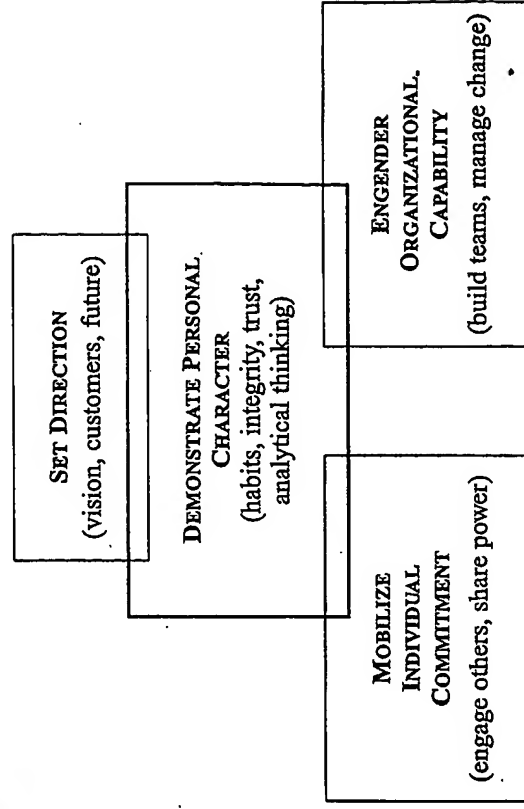 SET DIRECTION
(vision, customers, future)
DEMONSTRATE PERSONAL.
CHARACTER
(habits, integrity, trust,
analytical thinking)
MOBILIZE
INDIVIDUAL
COMMITMENT
(engage others, share power)
ENGENDER
ORGANIZATIONAL.
CAPABILITY
(build teams, manage change)